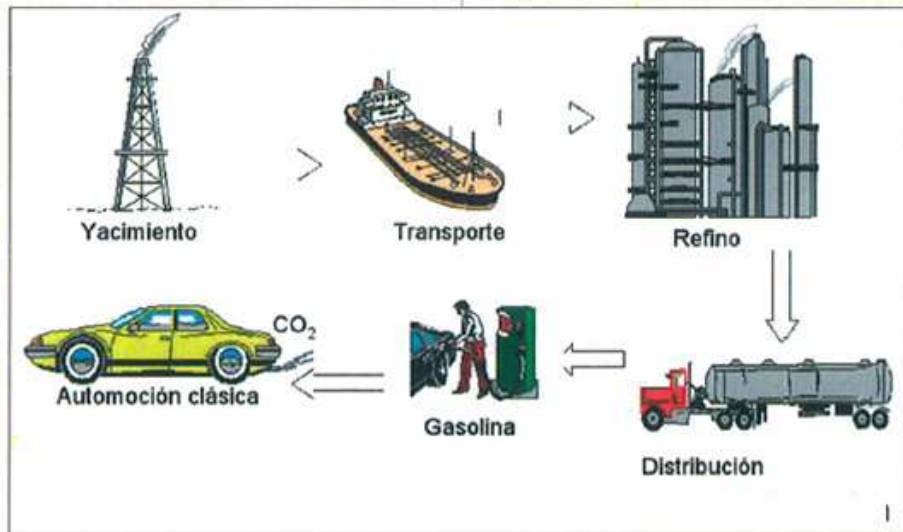 Yacimiento
Transporte
Refino
CO₂
Automoción clásica
Gasolina
Distribución